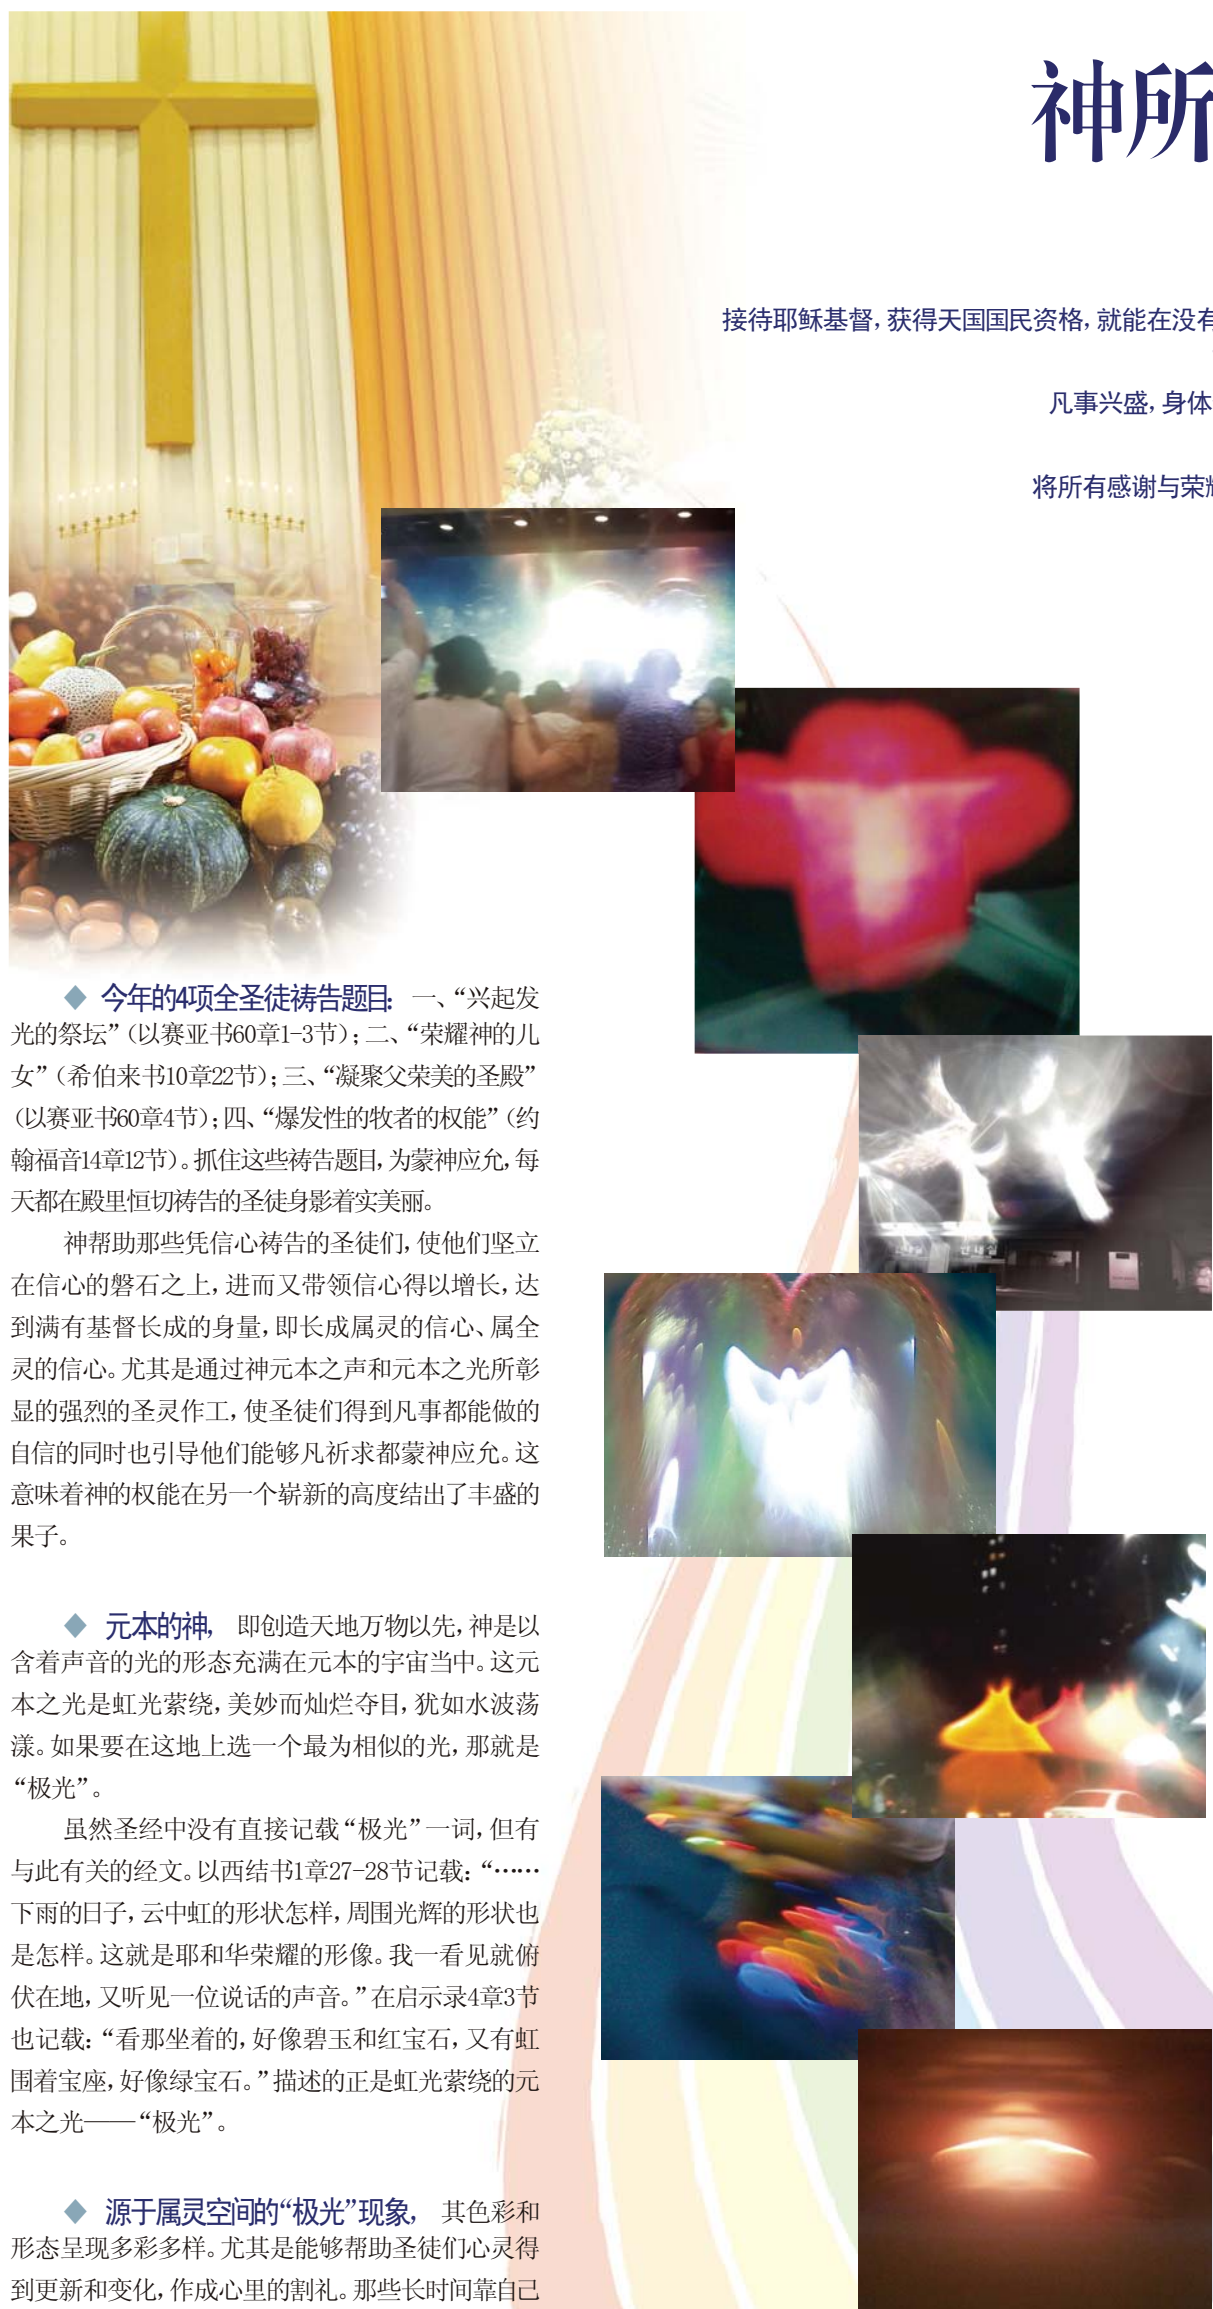 神所
接待耶稣基督，获得天国国民资格，就能在没有
凡事兴盛，身体
将所有感谢与荣耀
◆ 今年的4项全圣徒祷告题目： 一、“兴起发
光的祭坛”（以赛亚书60章1-3节）；二、“荣耀神的儿
女”（希伯来书10章22节）；三、“凝聚父荣美的圣殿”
（以赛亚书60章4节）；四、“爆发性的牧者的权能”（约
翰福音14章12节）。抓住这些祷告题目，为蒙神应允，每
天都在殿里恒切祷告的圣徒身影着实美丽。
神帮助那些凭信心祷告的圣徒们，使他们坚立
在信心的磐石之上，进而又带领信心得以增长，达
到满有基督长成的身量，即长成属灵的信心、属全
灵的信心。尤其是通过神元本之声和元本之光所彰
显的强烈的圣灵作工，使圣徒们得到凡事都能做的
自信的同时也引导他们能够凡祈求都蒙神应允。这
意味着神的权能在另一个崭新的高度结出了丰盛的
果子。
◆ 元本的神， 即创造天地万物以先，神是以
含着声音的光的形态充满在元本的宇宙当中。这元
本之光是虹光萦绕，美妙而灿烂夺目，犹如水波荡
漾。如果要在这地上选一个最为相似的光，那就是
“极光”。
虽然圣经中没有直接记载“极光”一词，但有
与此有关的经文。以西结书1章27-28节记载：“……
下雨的日子，云中虹的形状怎样，周围光辉的形状也
是怎样。这就是耶和华荣耀的形像。我一看见就俯
伏在地，又听见一位说话的声音。”在启示录4章3节
也记载：“看那坐着的，好像碧玉和红宝石，又有虹
围着宝座，好像绿宝石。”描述的正是虹光萦绕的元
本之光——“极光”。
◆ 源于属灵空间的“极光”现象， 其色彩和
形态呈现多彩多样。尤其是能够帮助圣徒们心灵得
到更新和变化，作成心里的割礼。那些长时间靠自己